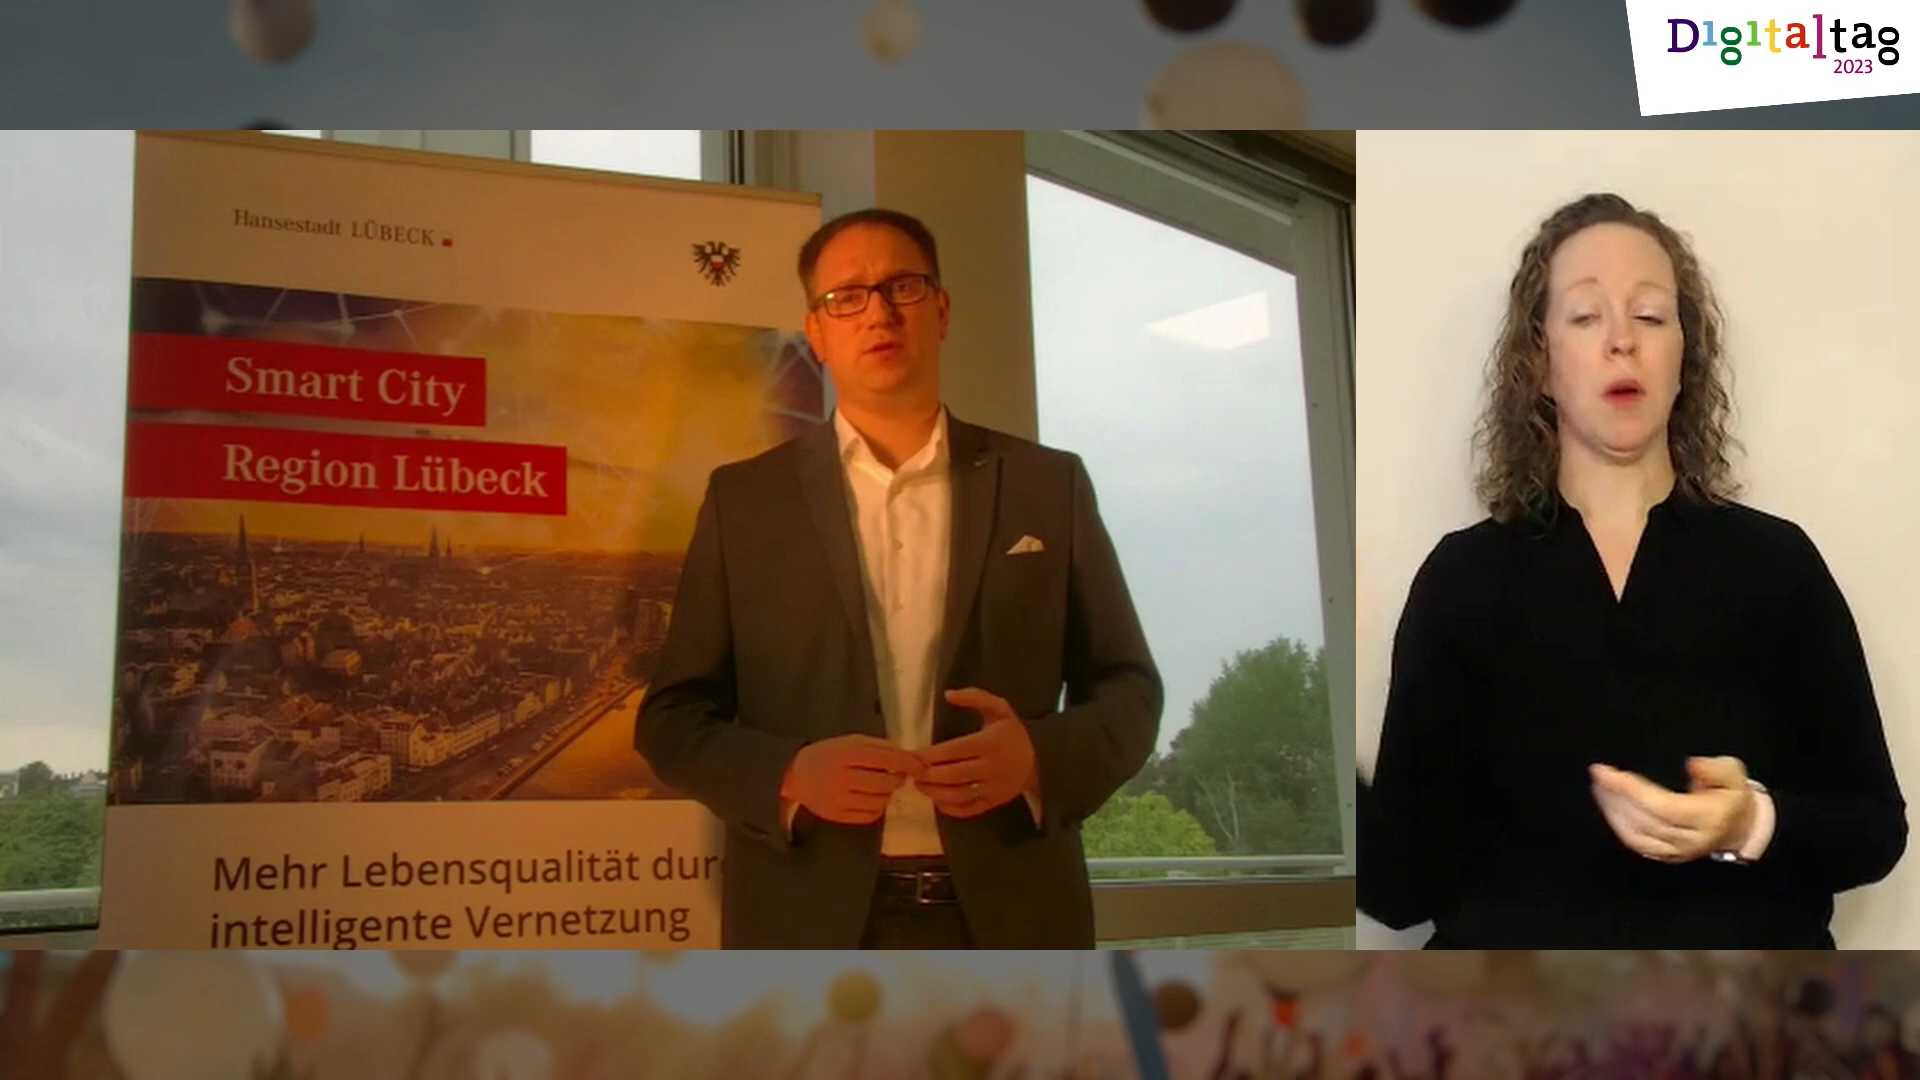 Digitaltag
2023
Hansestadt LÜBECK
Smart City
Region Lübeck
Mehr Lebensqualität dur
intelligente Vernetzung